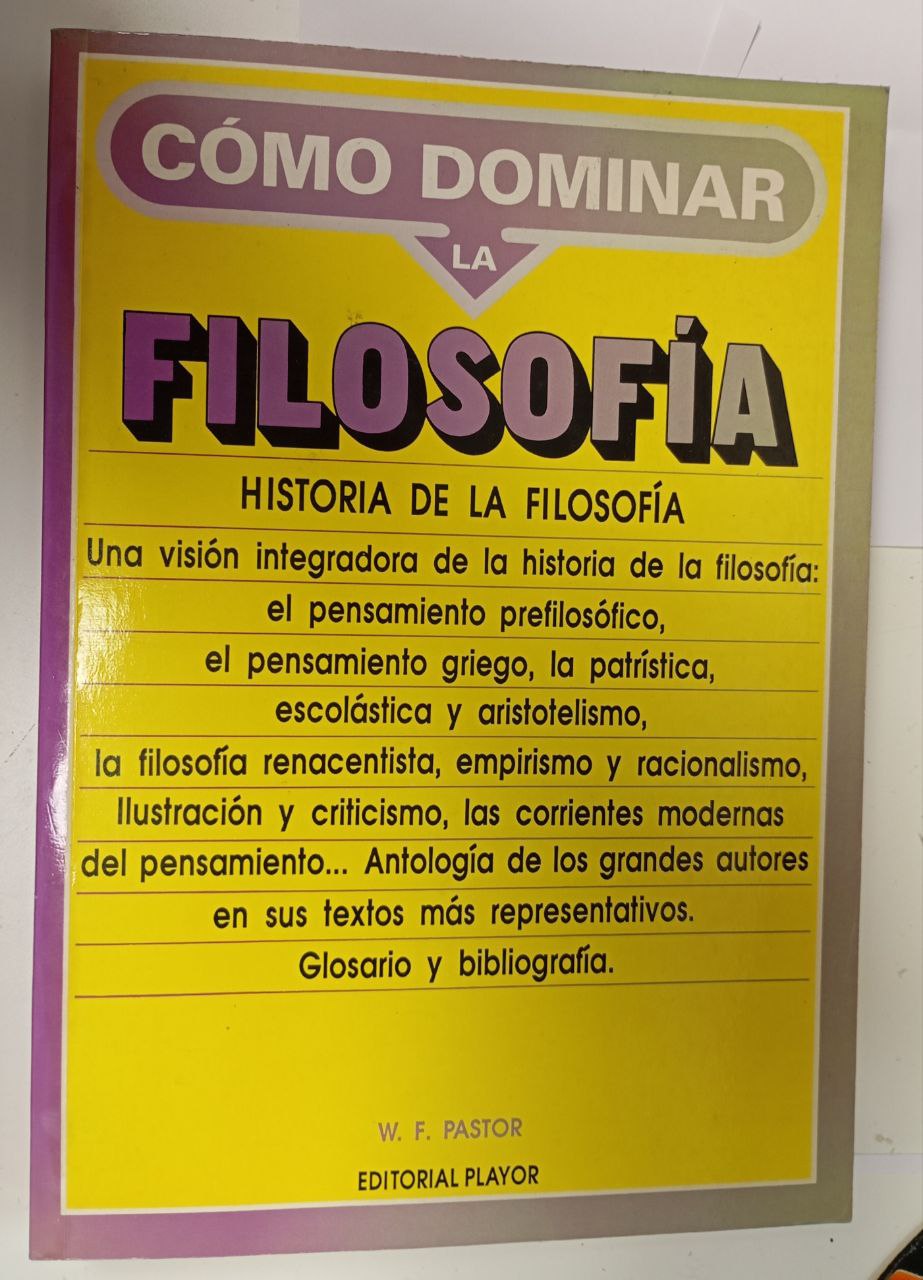 CÓMO DOMINAR
LA
FILOSOFÍA
HISTORIA DE LA FILOSOFÍA
Una visión integradora de la historia de la filosofía:
el pensamiento prefilosófico,
el pensamiento griego, la patrística,
escolástica y aristotelismo,
la filosofía renacentista, empirismo y racionalismo,
Ilustración y criticismo, las corrientes modernas
del pensamiento... Antología de los grandes autores
en sus textos más representativos.
Glosario y bibliografía.
W. F. PASTOR
EDITORIAL PLAYOR